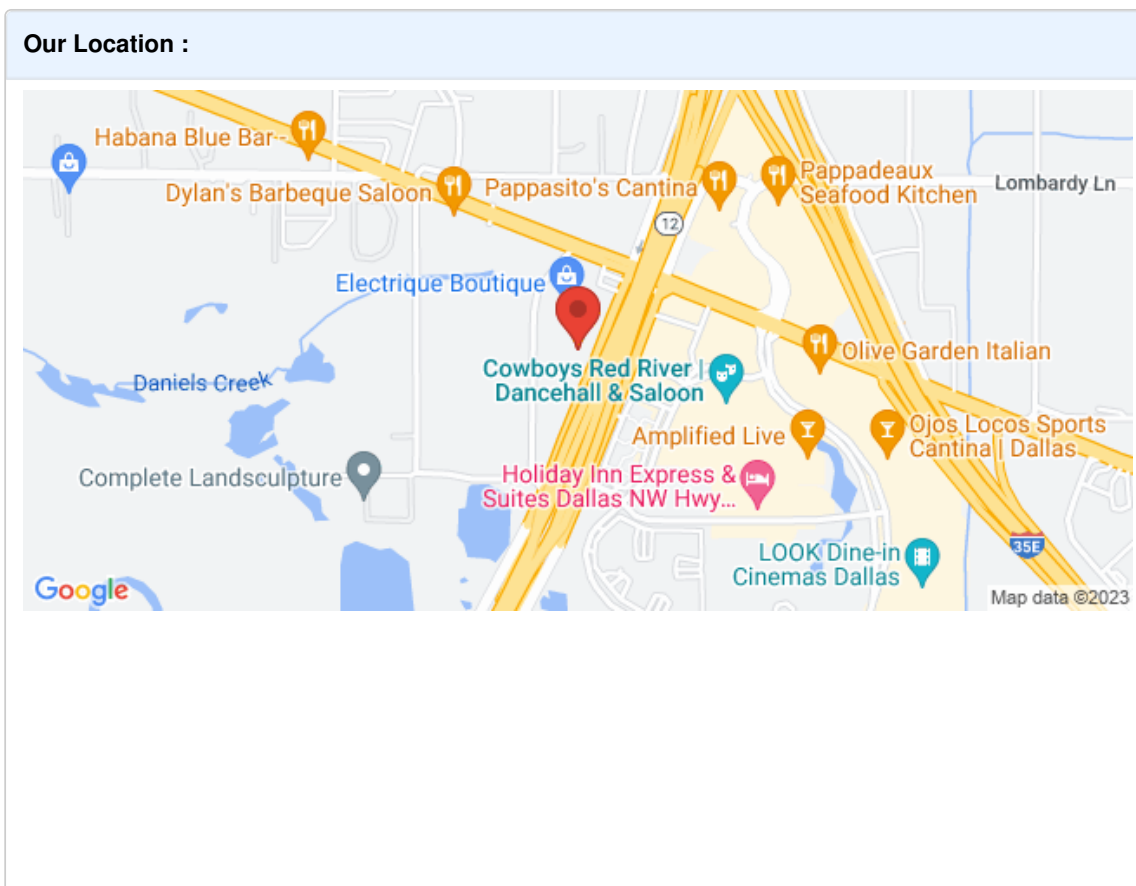 Our Location :
Habana Blue Bar--
Dylan's Barbeque Saloon
Pappasito's Cantina
Pappadeaux
Seafood Kitchen
Lombardy Ln
12
Electrique Boutique
Cowboys Red River |
Dancehall & Saloon
Olive Garden Italian
Daniels Creek
Amplified Live
Ojos Locos Sports
Cantina | Dallas
Complete Landsculpture
Holiday Inn Express &
Suites Dallas NW Hwy...
35E
LOOK Dine-in
Cinemas Dallas
Google
Map data ©2023